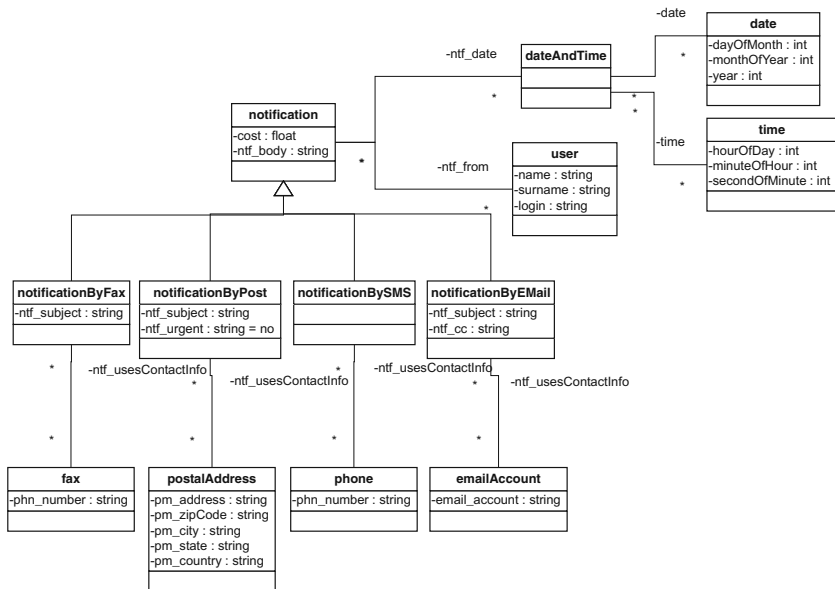 -date
date
-dayOfMonth : int
-monthOfYear : int
-year : int
*
-ntf_date
dateAndTime
*
*
*
notification
-cost : float
-ntf_body : string
*
-time
time
-hourOfDay : int
-minuteOfHour : int
-secondOfMinute : int
*
-ntf_from
user
-name : string
-surname : string
-login : string
*
notificationByFax
-ntf_subject : string
notificationByPost
-ntf_subject : string
-ntf_urgent : string = no
notificationBySMS
notificationByEMail
-ntf_subject : string
-ntf_cc : string
*
-ntf_usesContactInfo
*
-ntf_usesContactInfo
*
-ntf_usesContactInfo
*
-ntf_usesContactInfo
*
*
*
*
fax
-phn_number : string
postalAddress
-pm_address : string
-pm_zipCode : string
-pm_city : string
-pm_state : string
-pm_country : string
phone
-phn_number : string
emailAccount
-email_account : string